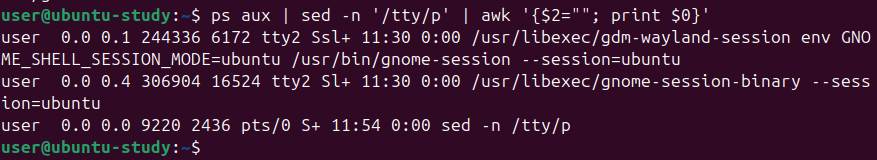 user@ubuntu-study:~$ ps aux | sed -n '/tty/p' | awk '{$2=""; print $0}'
user  0.0 0.1 244336 6172 tty2 Ssl+ 11:30 0:00 /usr/libexec/gdm-wayland-session env GNO
ME_SHELL_SESSION_MODE=ubuntu /usr/bin/gnome-session --session=ubuntu
user  0.0 0.4 306904 16524 tty2 Sl+ 11:30 0:00 /usr/libexec/gnome-session-binary --sess
ion=ubuntu
user  0.0 0.0 9220 2436 pts/0 S+ 11:54 0:00 sed -n /tty/p
user@ubuntu-study:~$